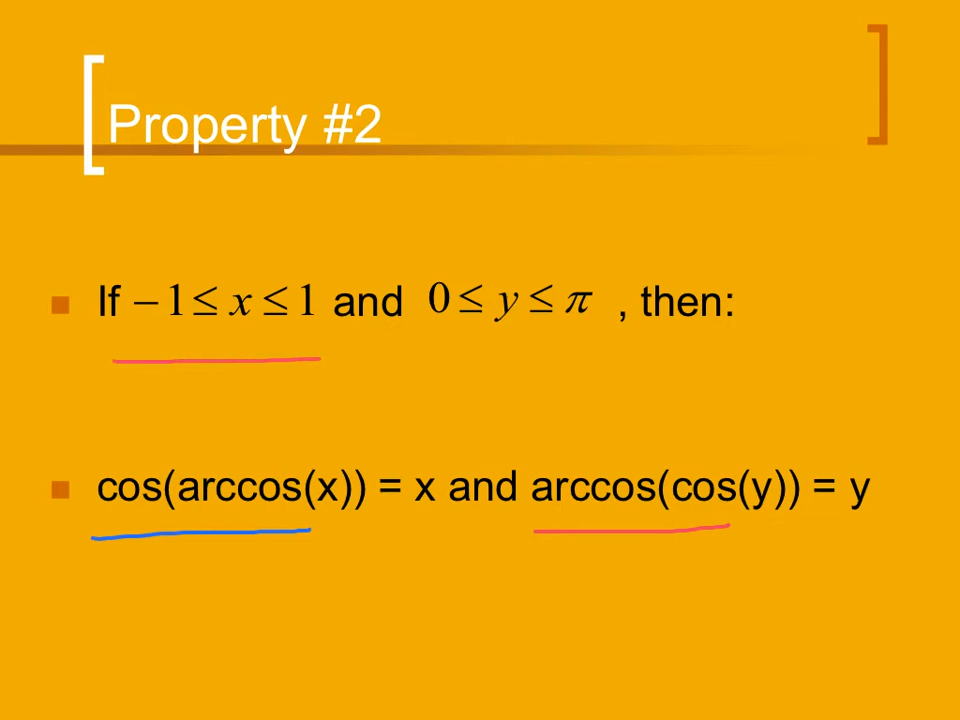 Property #2
If −1 ≤ x ≤ 1 and 0 ≤ y ≤ π , then:
cos(arccos(x)) = x and arccos(cos(y)) = y